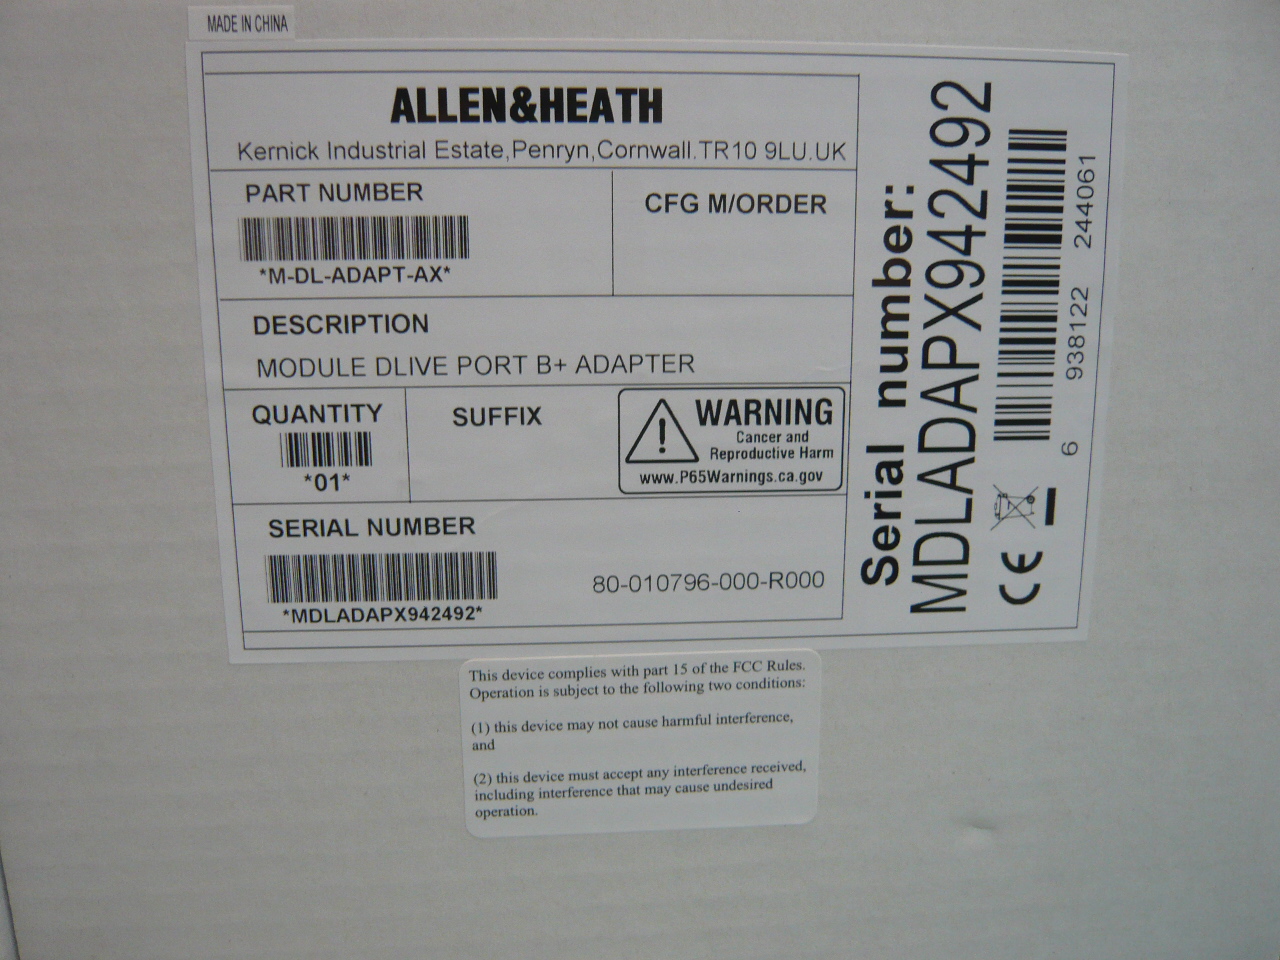 MADE IN CHINA
ALLEN&HEATH
Kernick Industrial Estate,Penryn,Cornwall.TR10 9LU.UK
PART NUMBER
*M-DL-ADAPT-AX*
CFG M/ORDER
DESCRIPTION
MODULE DLIVE PORT B+ ADAPTER
QUANTITY
*01*
SUFFIX
WARNING
Cancer and
Reproductive Harm
www.P65Warnings.ca.gov
SERIAL NUMBER
*MDLADAPX942492*
80-010796-000-R000
Serial number:
MDLADAPX942492
6 938122 244061
CE
This device complies with part 15 of the FCC Rules.
Operation is subject to the following two conditions:
(1) this device may not cause harmful interference,
and
(2) this device must accept any interference received,
including interference that may cause undesired
operation.